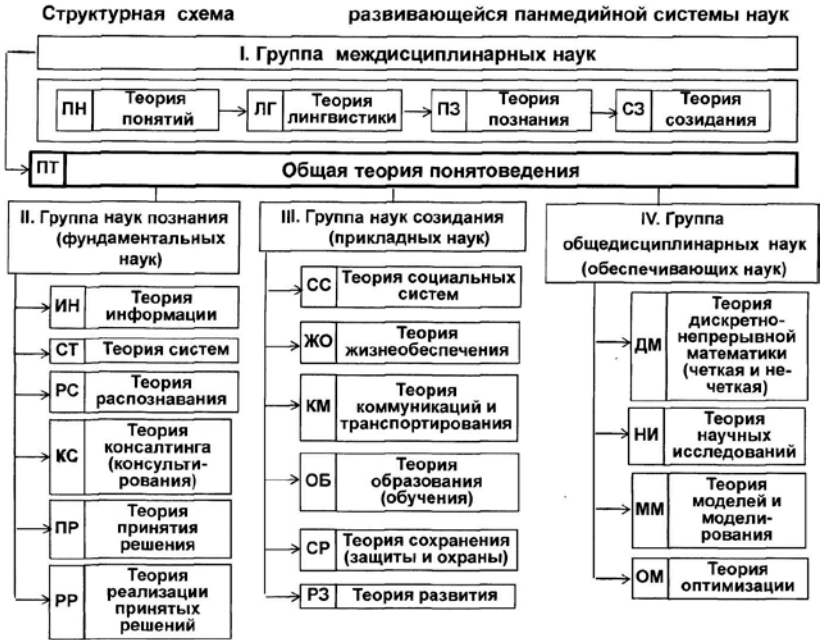 Структурная схема развивающейся панмедийной системы наук
I. Группа междисциплинарных наук
ПН Теория
понятий
ЛГ Теория
лингвистики
ПЗ Теория
познания
СЗ Теория
созидания
ПТ Общая теория понятоведения
II. Группа наук познания
(фундаментальных
наук)
ИН Теория
информации
СТ Теория систем
РС Теория
распознавания
КС Теория
консалтинга
(консульти-
рования)
ПР Теория
принятия
решения
РР Теория
реализации
принятых
решений
III. Группа наук созидания
(прикладных наук)
СС Теория социальных
систем
ЖО Теория
жизнеобеспечения
КМ Теория
коммуникаций и
транспортирования
ОБ Теория
образования
(обучения)
СР Теория сохранения
(защиты и охраны)
РЗ Теория развития
IV. Группа
общедисциплинарных наук
(обеспечивающих наук)
ДМ Теория
дискретно-
непрерывной
математики
(четкая и не-
четкая)
НИ Теория
научных
исследований
ММ Теория
моделей и
модели-
рования
ОМ Теория
оптимизации